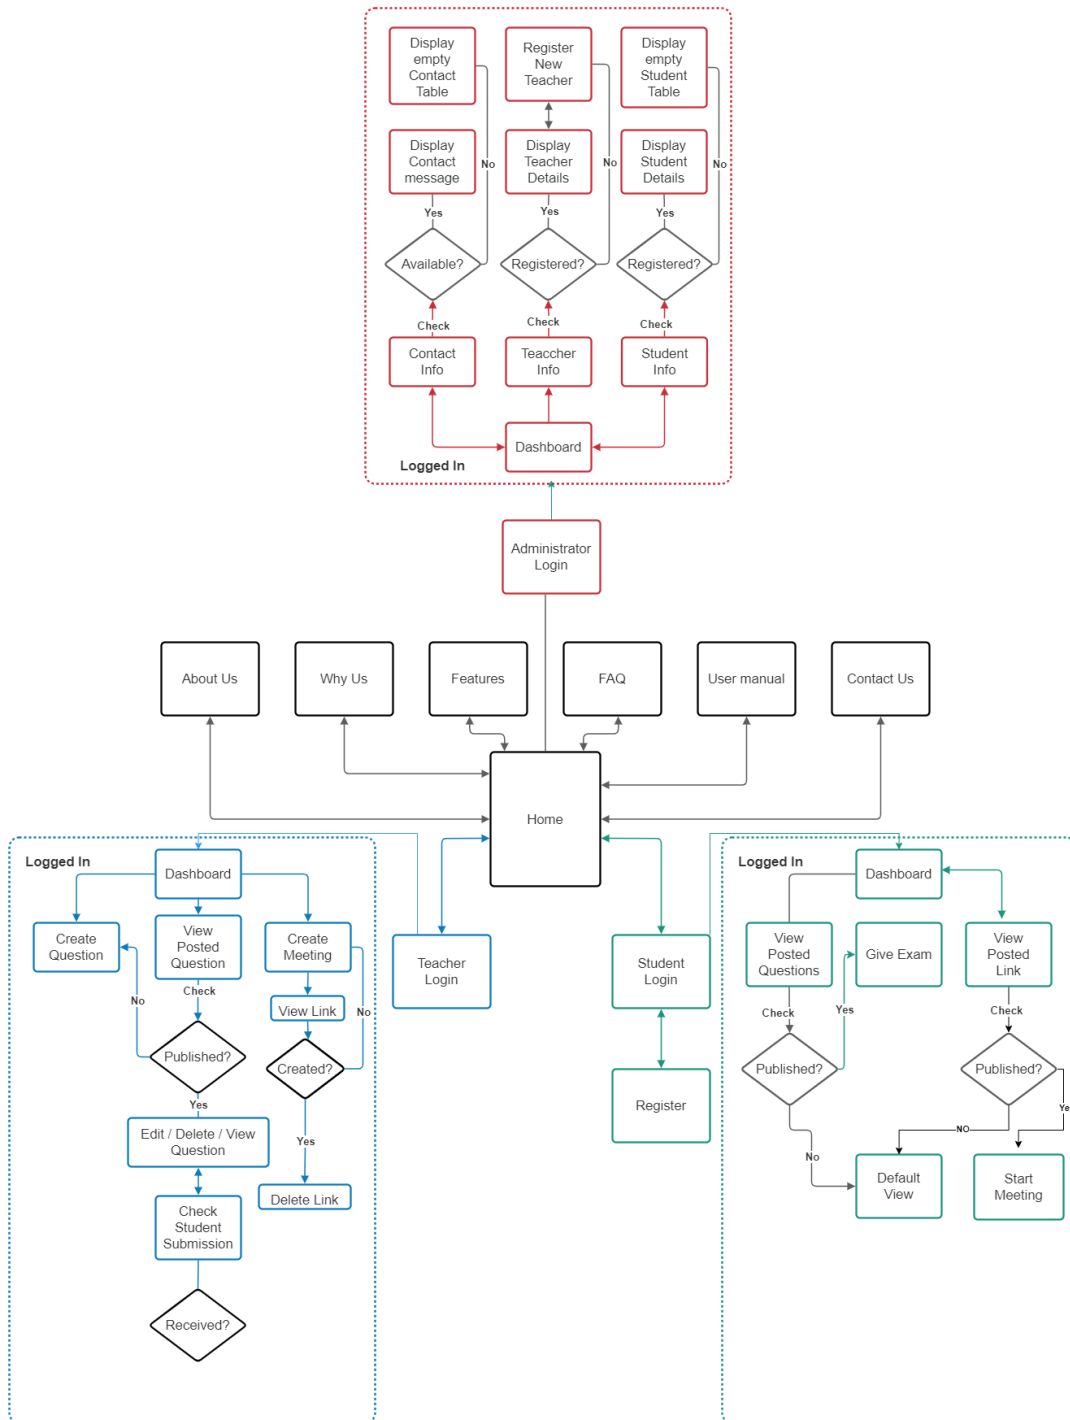 Display
empty
Contact
Table
Register
New
Teacher
Display
empty
Student
Table
Display
Contact
message
No
Display
Teacher
Details
No
Display
Student
Details
No
Yes
Yes
Yes
Available?
Registered?
Registered?
Check
Check
Check
Contact
Info
Teaccher
Info
Student
Info
Dashboard
Logged In
Administrator
Login
About Us
Why Us
Features
FAQ
User manual
Contact Us
Home
Logged In
Dashboard
Create
Question
View
Posted
Question
Create
Meeting
Check
No
View Link
No
Published?
Created?
Yes
Edit / Delete / View
Question
Yes
Delete Link
Check
Student
Submission
Received?
Teacher
Login
Student
Login
Register
Logged In
Dashboard
View
Posted
Questions
Give Exam
View
Posted
Link
Check
Yes
Check
Published?
Published?
Ye
NO
No
Default
View
Start
Meeting